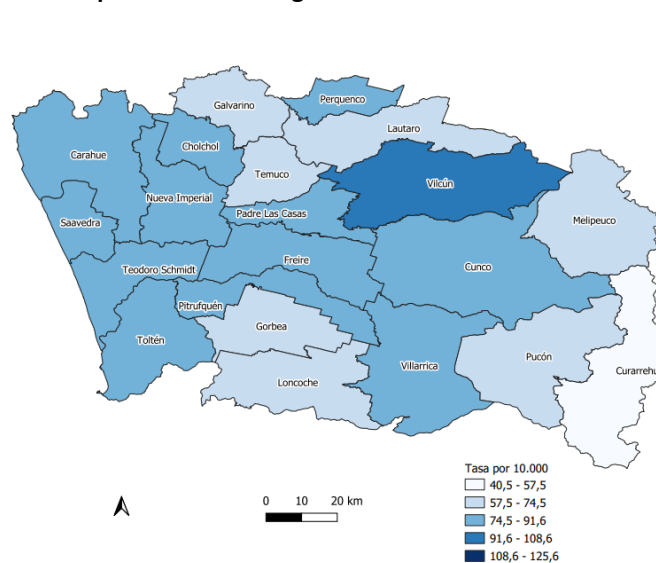 Galvarino
Perquenco
Lautaro
Cholchol
Carahue
Temuco
Vilcún
Nueva Imperial
Padre Las Casas
Saavedra
Melipeuco
Freire
Cunco
Teodoro Schmidt
Pitrufquén
Gorbea
Toltén
Pucón
Villarrica
Curarrehu
Loncoche
Tasa por 10.000
40,5 - 57,5
57,5 - 74,5
74,5 - 91,6
91,6 - 108,6
108,6 - 125,6
0 10 20 km